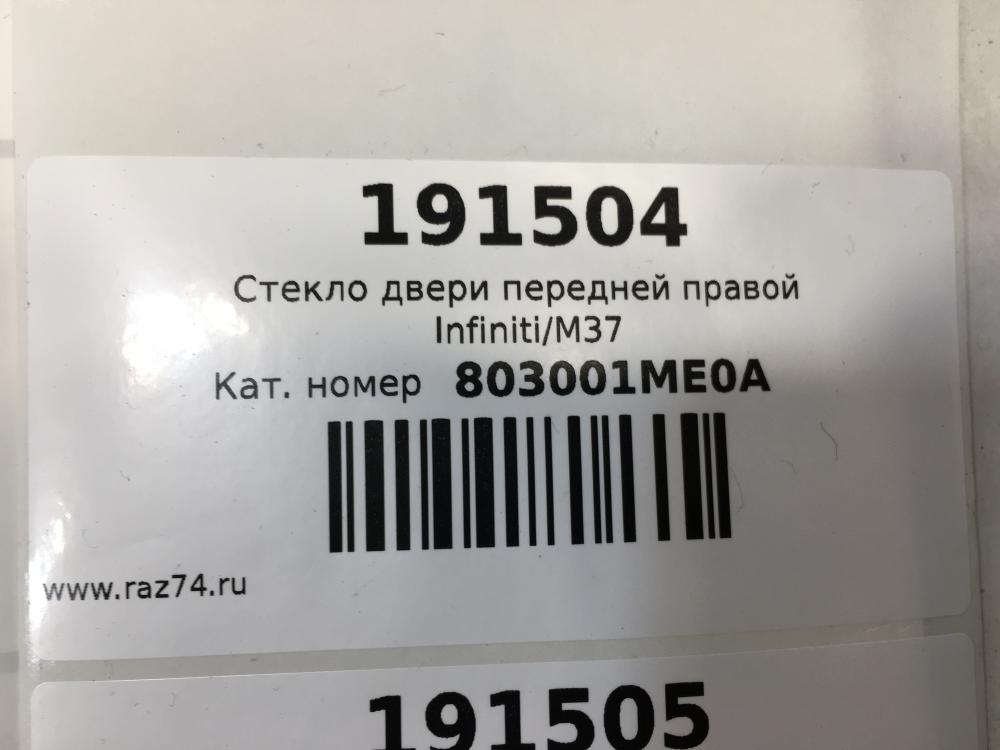 191504
Стекло двери передней правой
Infiniti/M37
Кат. номер 803001ME0A
www.raz74.ru
191505